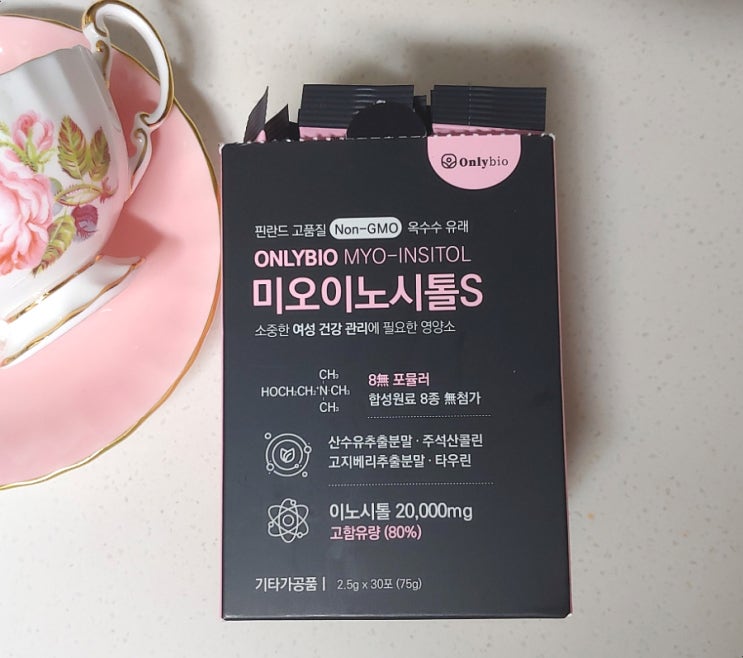 Onlybio
핀란드 고품질 Non-GMO 옥수수 유래
ONLYBIO MYO-INSITOL
미오이노시톨S
소중한 여성 건강 관리에 필요한 영양소
CH₃
HOCH₂CH₂⁺N·CH₃
CH₃
8無 포뮬러
합성원료 8종 無첨가
산수유추출분말 · 주석산콜린
고지베리추출분말 · 타우린
이노시톨 20,000mg
고함유량 (80%)
기타가공품 | 2.5g x 30포 (75g)